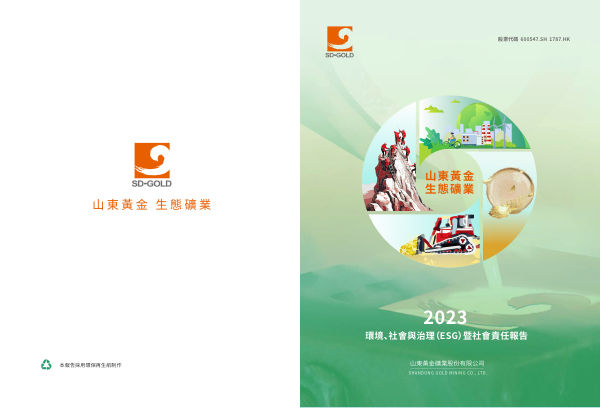 SD-GOLD
山東黃金 生態礦業
本報告採用環保再生紙製作
SD-GOLD
股票代碼 600547.SH 1787.HK
山東黃金
生態礦業
2023
環境、社會與治理(ESG)暨社會責任報告
山東黃金礦業股份有限公司
SHANDONG GOLD MINING CO., LTD.